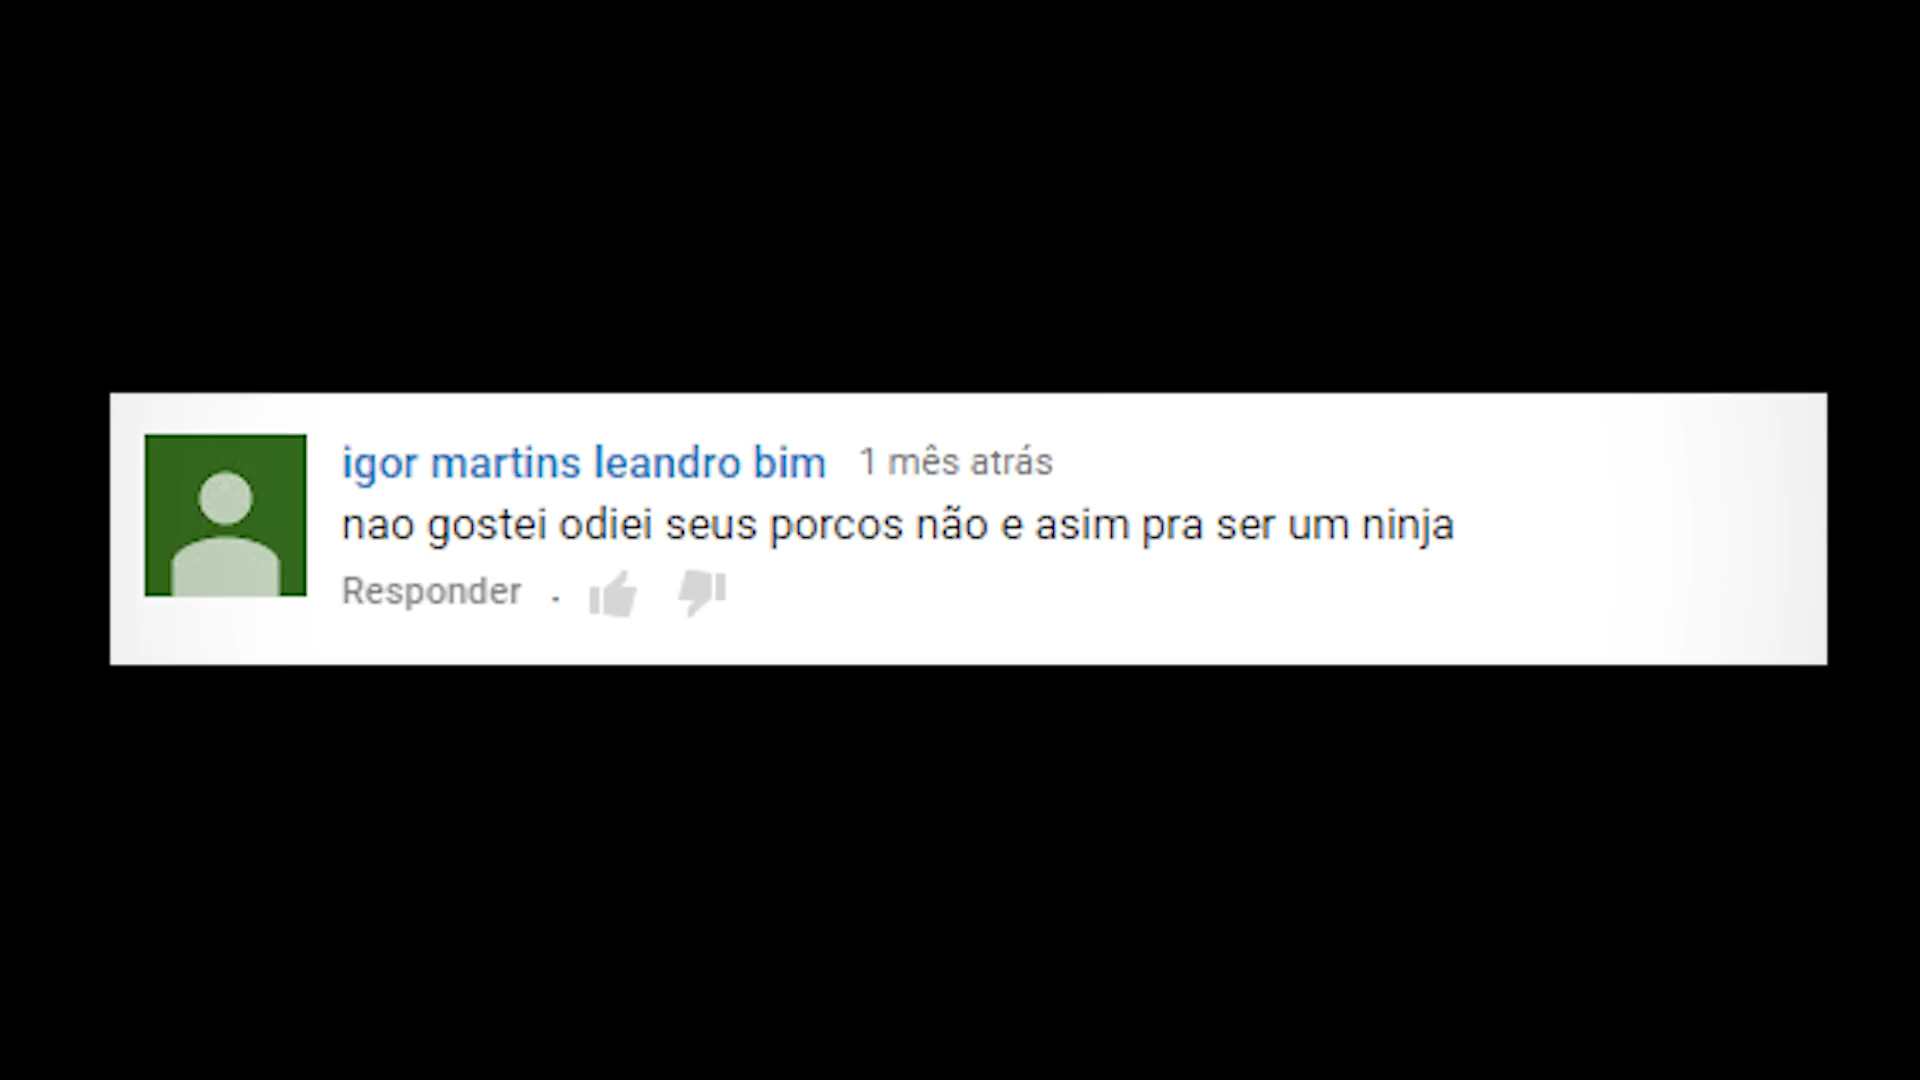 igor martins leandro bim 1 mês atrás
nao gostei odiei seus porcos não e asim pra ser um ninja
Responder .